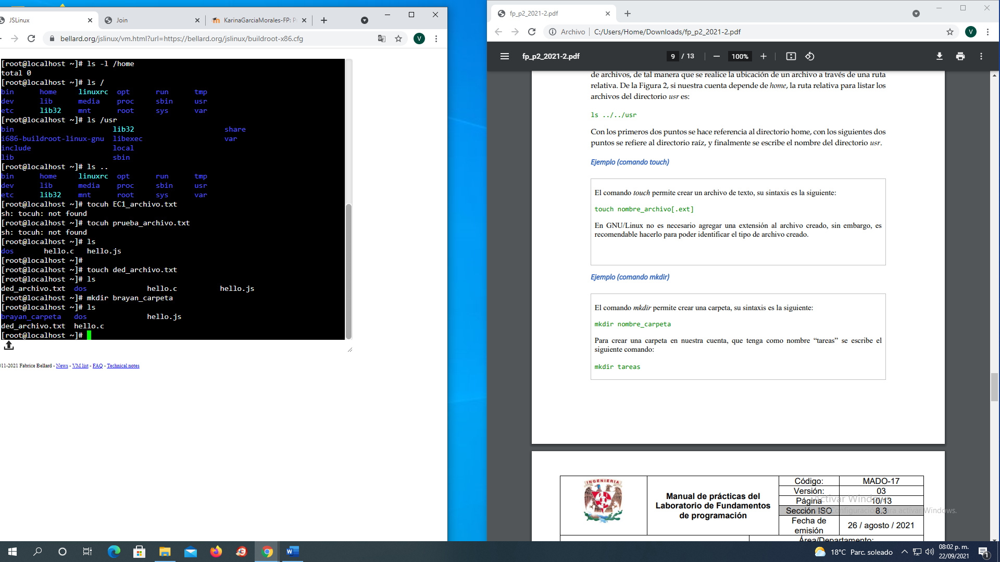 JSLinux
Join
KarinaGarciaMorales-FP: P
bellard.org/jslinux/vm.html?url=https://bellard.org/jslinux/buildroot-x86.cfg
V
[root@localhost ~]# ls -l /home
total 0
[root@localhost ~]# ls /
bin home linuxrc opt run tmp
dev lib media proc sbin usr
etc lib32 mnt root sys var
[root@localhost ~]# ls /usr
bin lib32 share
i686-buildroot-linux-gnu libexec var
include local
lib sbin
[root@localhost ~]# ls ..
bin home linuxrc opt run tmp
dev lib media proc sbin usr
etc lib32 mnt root sys var
[root@localhost ~]# tocuh EC1_archivo.txt
sh: tocuh: not found
[root@localhost ~]# tocuh prueba_archivo.txt
sh: tocuh: not found
[root@localhost ~]# ls
dos hello.c hello.js
[root@localhost ~]#
[root@localhost ~]# touch ded_archivo.txt
[root@localhost ~]# ls
ded_archivo.txt dos hello.c hello.js
[root@localhost ~]# mkdir brayan_carpeta
[root@localhost ~]# ls
brayan_carpeta dos hello.js
ded_archivo.txt hello.c
[root@localhost ~]#
11-2021 Fabrice Bellard - News - VM list - FAQ - Technical notes
fp_p2_2021-2.pdf
Archivo C:/Users/Home/Downloads/fp_p2_2021-2.pdf
V
fp_p2_2021-2.pdf
9 / 13
100%
de archivos, de tal manera que se realice la ubicación de un archivo a través de una ruta
relativa. De la Figura 2, si nuestra cuenta depende de home, la ruta relativa para listar los
archivos del directorio usr es:
ls ../../usr
Con los primeros dos puntos se hace referencia al directorio home, con los siguientes dos
puntos se refiere al directorio raíz, y finalmente se escribe el nombre del directorio usr.
Ejemplo (comando touch)
El comando touch permite crear un archivo de texto, su sintaxis es la siguiente:
touch nombre_archivo[.ext]
En GNU/Linux no es necesario agregar una extensión al archivo creado, sin embargo, es
recomendable hacerlo para poder identificar el tipo de archivo creado.
Ejemplo (comando mkdir)
El comando mkdir permite crear una carpeta, su sintaxis es la siguiente:
mkdir nombre_carpeta
Para crear una carpeta en nuestra cuenta, que tenga como nombre “tareas” se escribe el
siguiente comando:
mkdir tareas
INGENIERIA
Manual de prácticas del
Laboratorio de Fundamentos
de programación
Código: MADO-17
Versión: 03
Página 10/13
Sección ISO 8.3
Fecha de
emisión
26 / agosto / 2021
Área/Departamento:
Activar Windows
Configuración para activar Windows.
18°C Parc. soleado
08:02 p. m.
22/09/2021
1